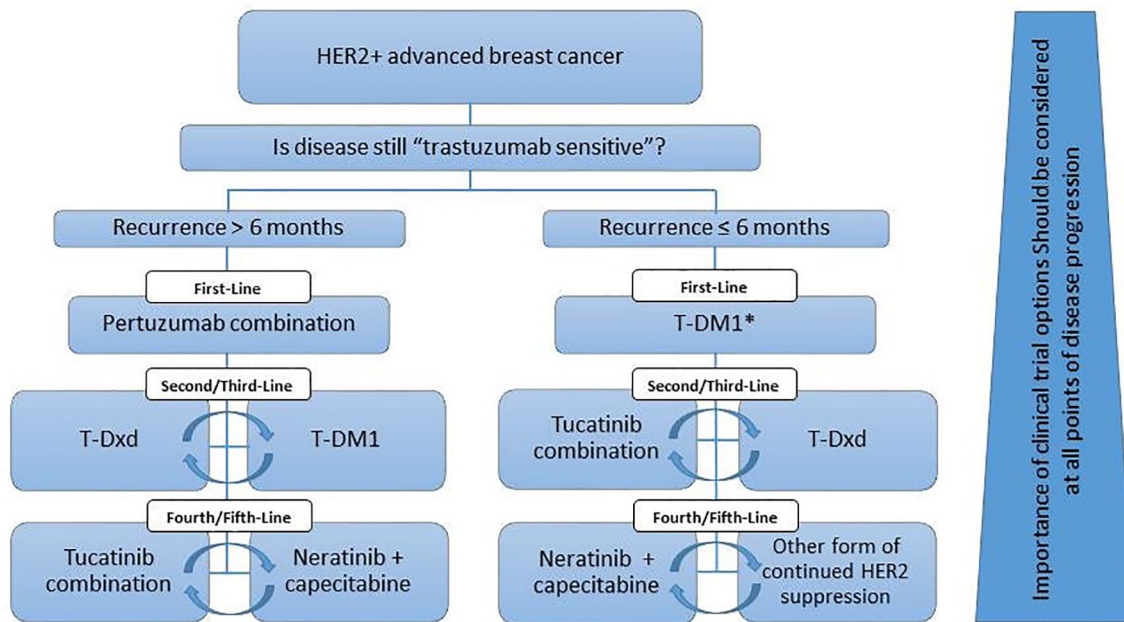 HER2+ advanced breast cancer
Is disease still “trastuzumab sensitive”?
Recurrence > 6 months
Recurrence ≤ 6 months
First-Line
First-Line
Pertuzumab combination
T-DM1*
Second/Third-Line
Second/Third-Line
T-Dxd
T-DM1
Tucatinib
combination
T-Dxd
Fourth/Fifth-Line
Fourth/Fifth-Line
Tucatinib
combination
Neratinib +
capecitabine
Neratinib +
capecitabine
Other form of
continued HER2
suppression
Importance of clinical trial options Should be considered
at all points of disease progression